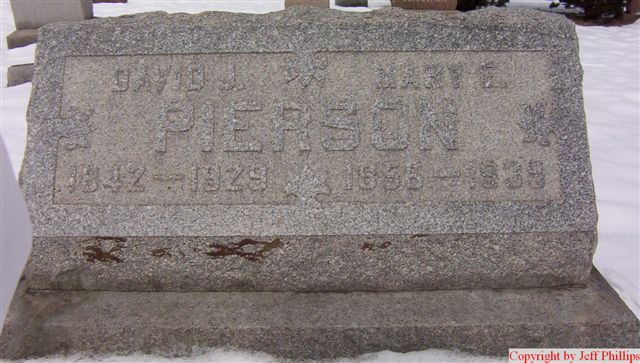 DAVID J. MARY E.
PIERSON
1842—1929
Copyright by Jeff Phillips